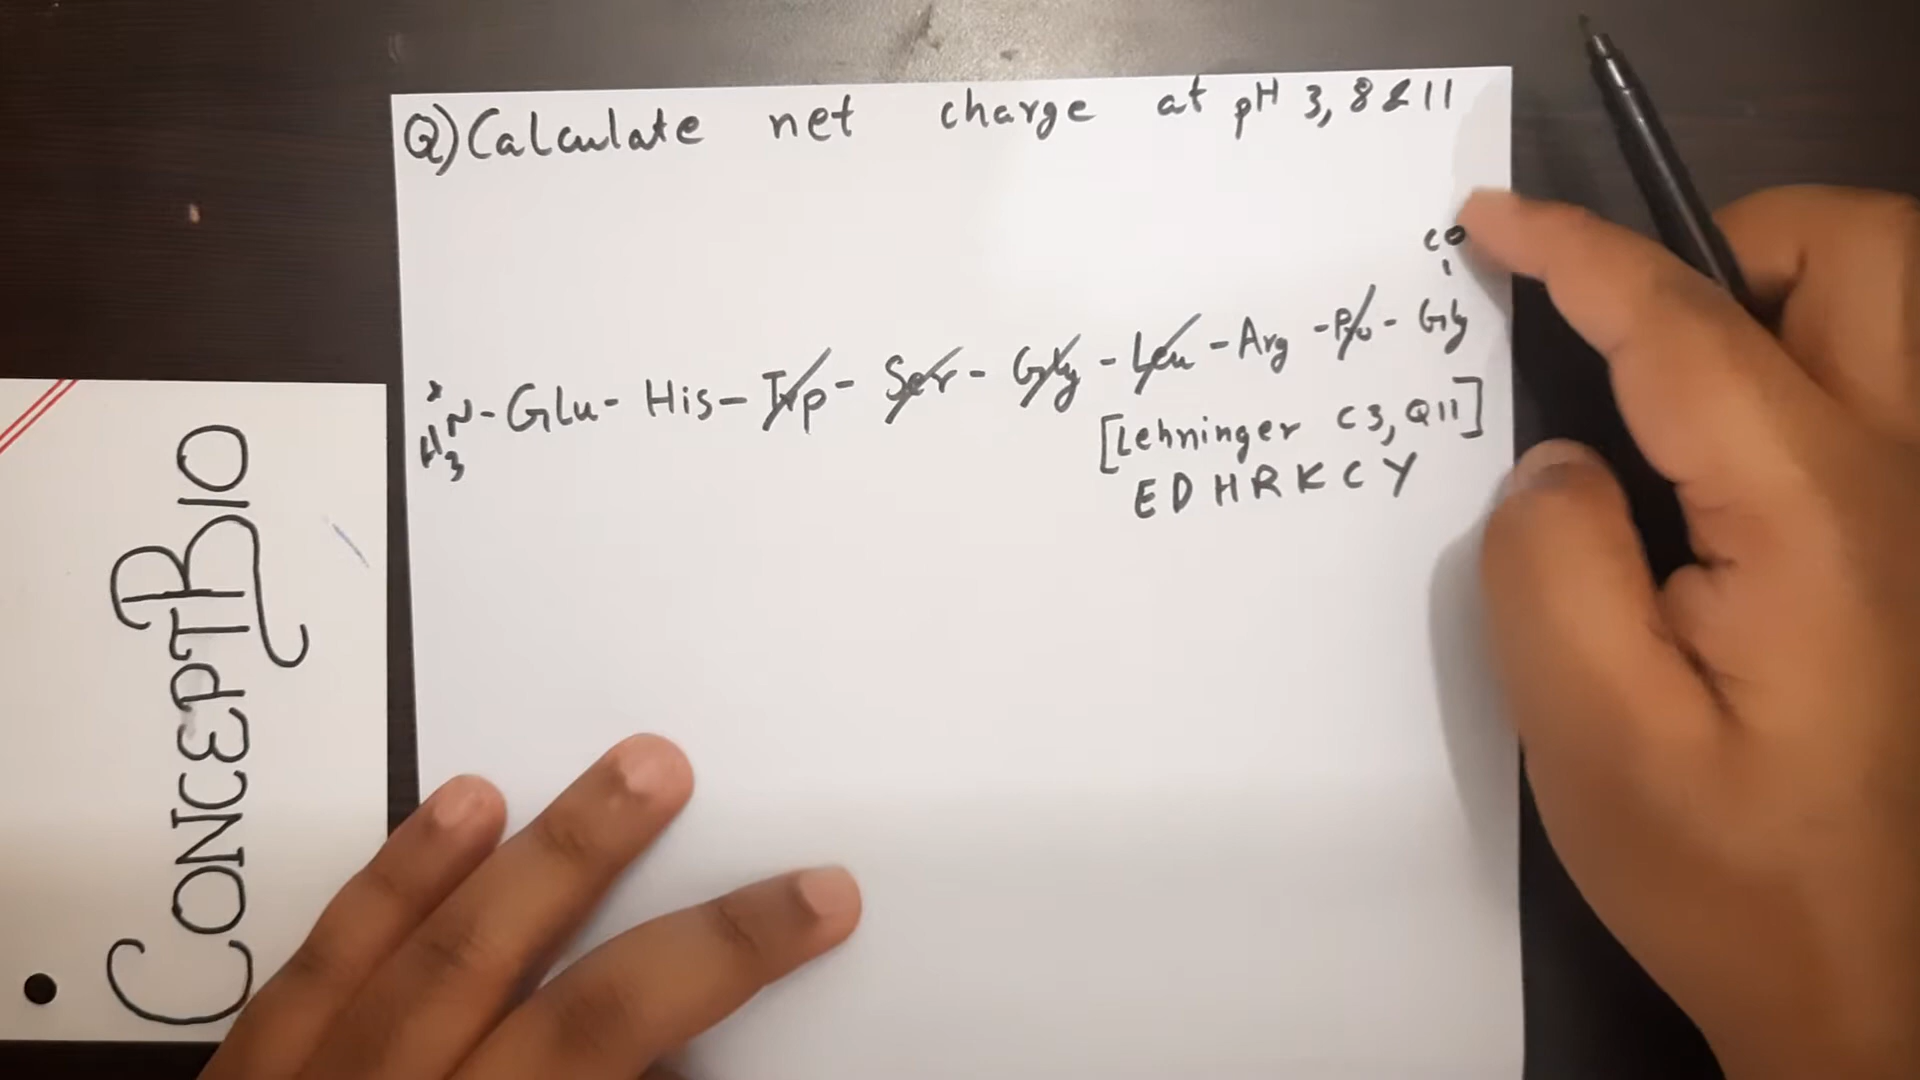 Q) Calculate net charge at pH 3, 8 & 11
CO
H3N - Glu - His - Trp - Ser - Gly - Leu - Arg - Pro - Gly
[Lehninger C3, Q11]
E D H R K C Y
CONCEPTBIO